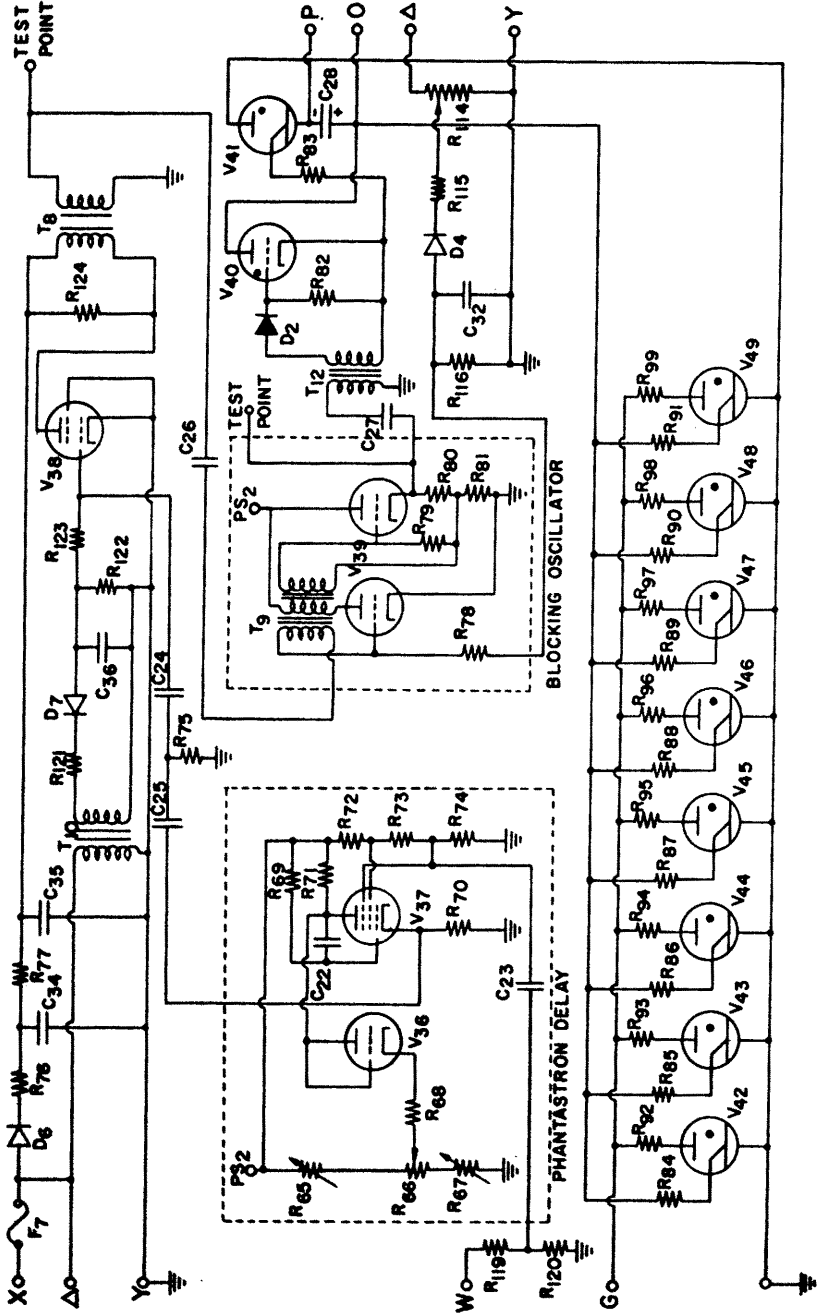 X
F7
D6
R76
C34
R77
C35
T10
R121
D7
C36
R122
R123
V38
R124
T8
TEST
POINT
Δ
Y
C25
R75
C24
C26
PS2
R65
R66
R67
R68
V36
C22
R69
R71
V37
R70
R72
R73
R74
C23
PHANTASTRON DELAY
W
R119
R120
T9
V39
R78
R79
R80
R81
PS2
TEST
POINT
C27
BLOCKING OSCILLATOR
T12
D2
R82
V40
V41
R83
C28
-
+
P
O
Δ
Y
R116
C32
D4
R115
R114
G
R84
R92
V42
R85
R93
V43
R86
R94
V44
R87
R95
V45
R88
R96
V46
R89
R97
V47
R90
R98
V48
R91
R99
V49